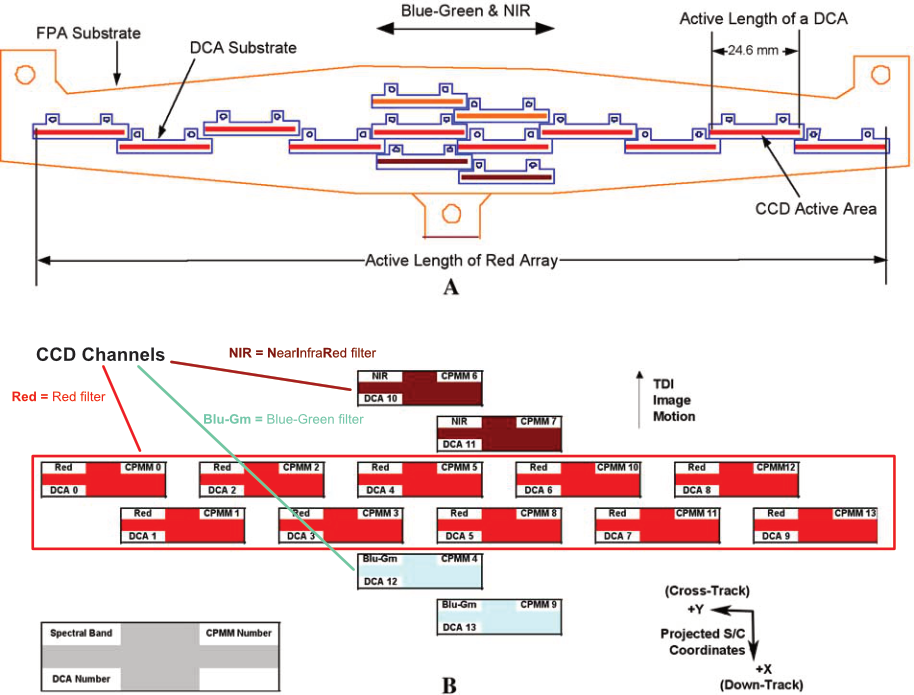 Blue-Green & NIR
Active Length of a DCA
FPA Substrate
DCA Substrate
24.6 mm
CCD Active Area
Active Length of Red Array
A
CCD Channels
NIR = NearInfraRed filter
Red = Red filter
Blu-Gm = Blue-Green filter
NIR CPMM 6
DCA 10
NIR CPMM 7
DCA 11
TDI
Image
Motion
Red CPMM 0
DCA 0
Red CPMM 2
DCA 2
Red CPMM 5
DCA 4
Red CPMM 10
DCA 6
Red CPMM12
DCA 8
Red CPMM 1
DCA 1
Red CPMM 3
DCA 3
Red CPMM 8
DCA 5
Red CPMM 11
DCA 7
Red CPMM 13
DCA 9
Blu-Gm CPMM 4
DCA 12
Blu-Gm CPMM 9
DCA 13
(Cross-Track)
+Y
Projected S/C
Coordinates
+X
(Down-Track)
Spectral Band CPMM Number
DCA Number
B